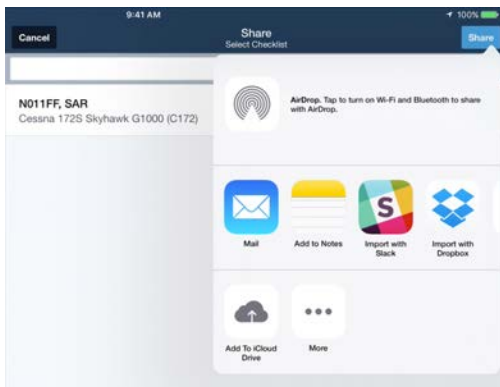 9:41 AM
100%
Cancel
Share
Select Checklist
Share
N011FF, SAR
Cessna 172S Skyhawk G1000 (C172)
AirDrop. Tap to turn on Wi-Fi and Bluetooth to share
with AirDrop.
Mail
Add to Notes
Import with
Slack
Import with
Dropbox
Add To iCloud
Drive
More